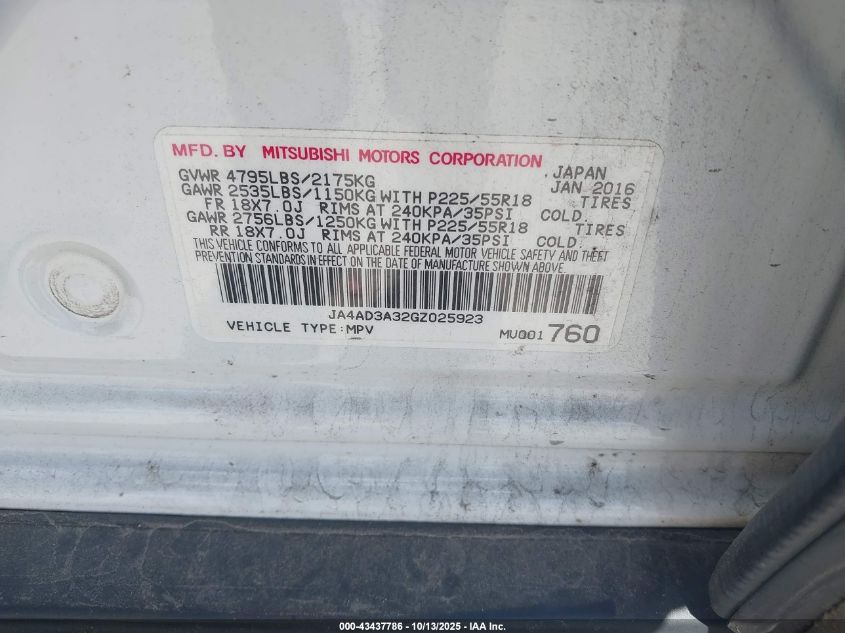 MFD. BY MITSUBISHI MOTORS CORPORATION JAPAN
GVWR 4795LBS/2175KG JAN 2016
GAWR 2535LBS/1150KG WITH P225/55R18 TIRES
FR 18X7.0J RIMS AT 240KPA/35PSI COLD.
GAWR 2756LBS/1250KG WITH P225/55R18 TIRES
RR 18X7.0J RIMS AT 240KPA/35PSI COLD.
THIS VEHICLE CONFORMS TO ALL APPLICABLE FEDERAL MOTOR VEHICLE SAFETY AND THEFT
PREVENTION STANDARDS IN EFFECT ON THE DATE OF MANUFACTURE SHOWN ABOVE.
JA4AD3A32GZ025923
VEHICLE TYPE:MPV MU001760
000-43437786 - 10/13/2025 - IAA Inc.